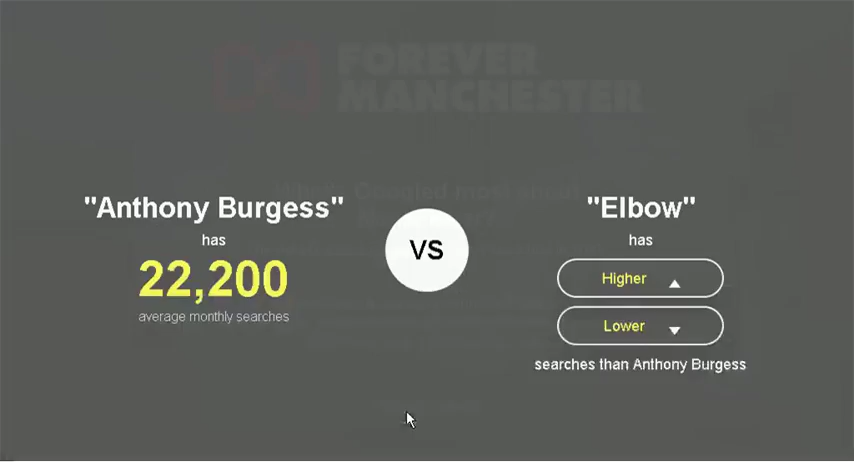 FOREVER
MANCHESTER
"Anthony Burgess"
has
22,200
average monthly searches
VS
"Elbow"
has
Higher
Lower
searches than Anthony Burgess